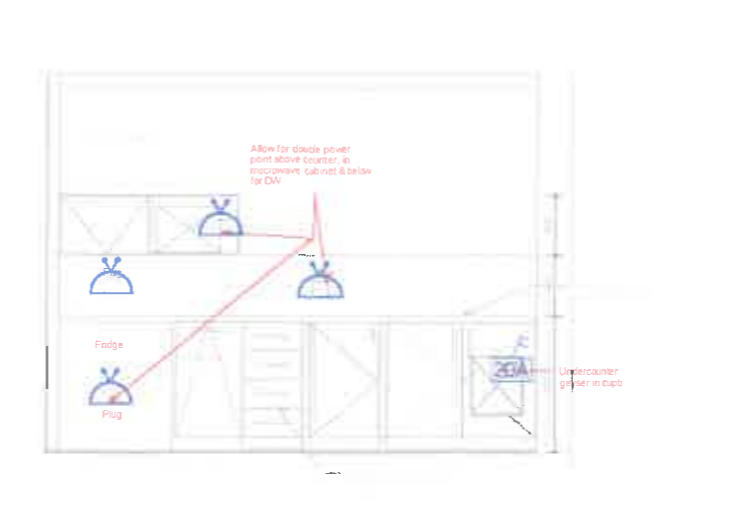 Allow for double power
point above counter, in
microwave cabinet & below
for DW
Fridge
20A
Undercounter
geyser in cupb
Plug